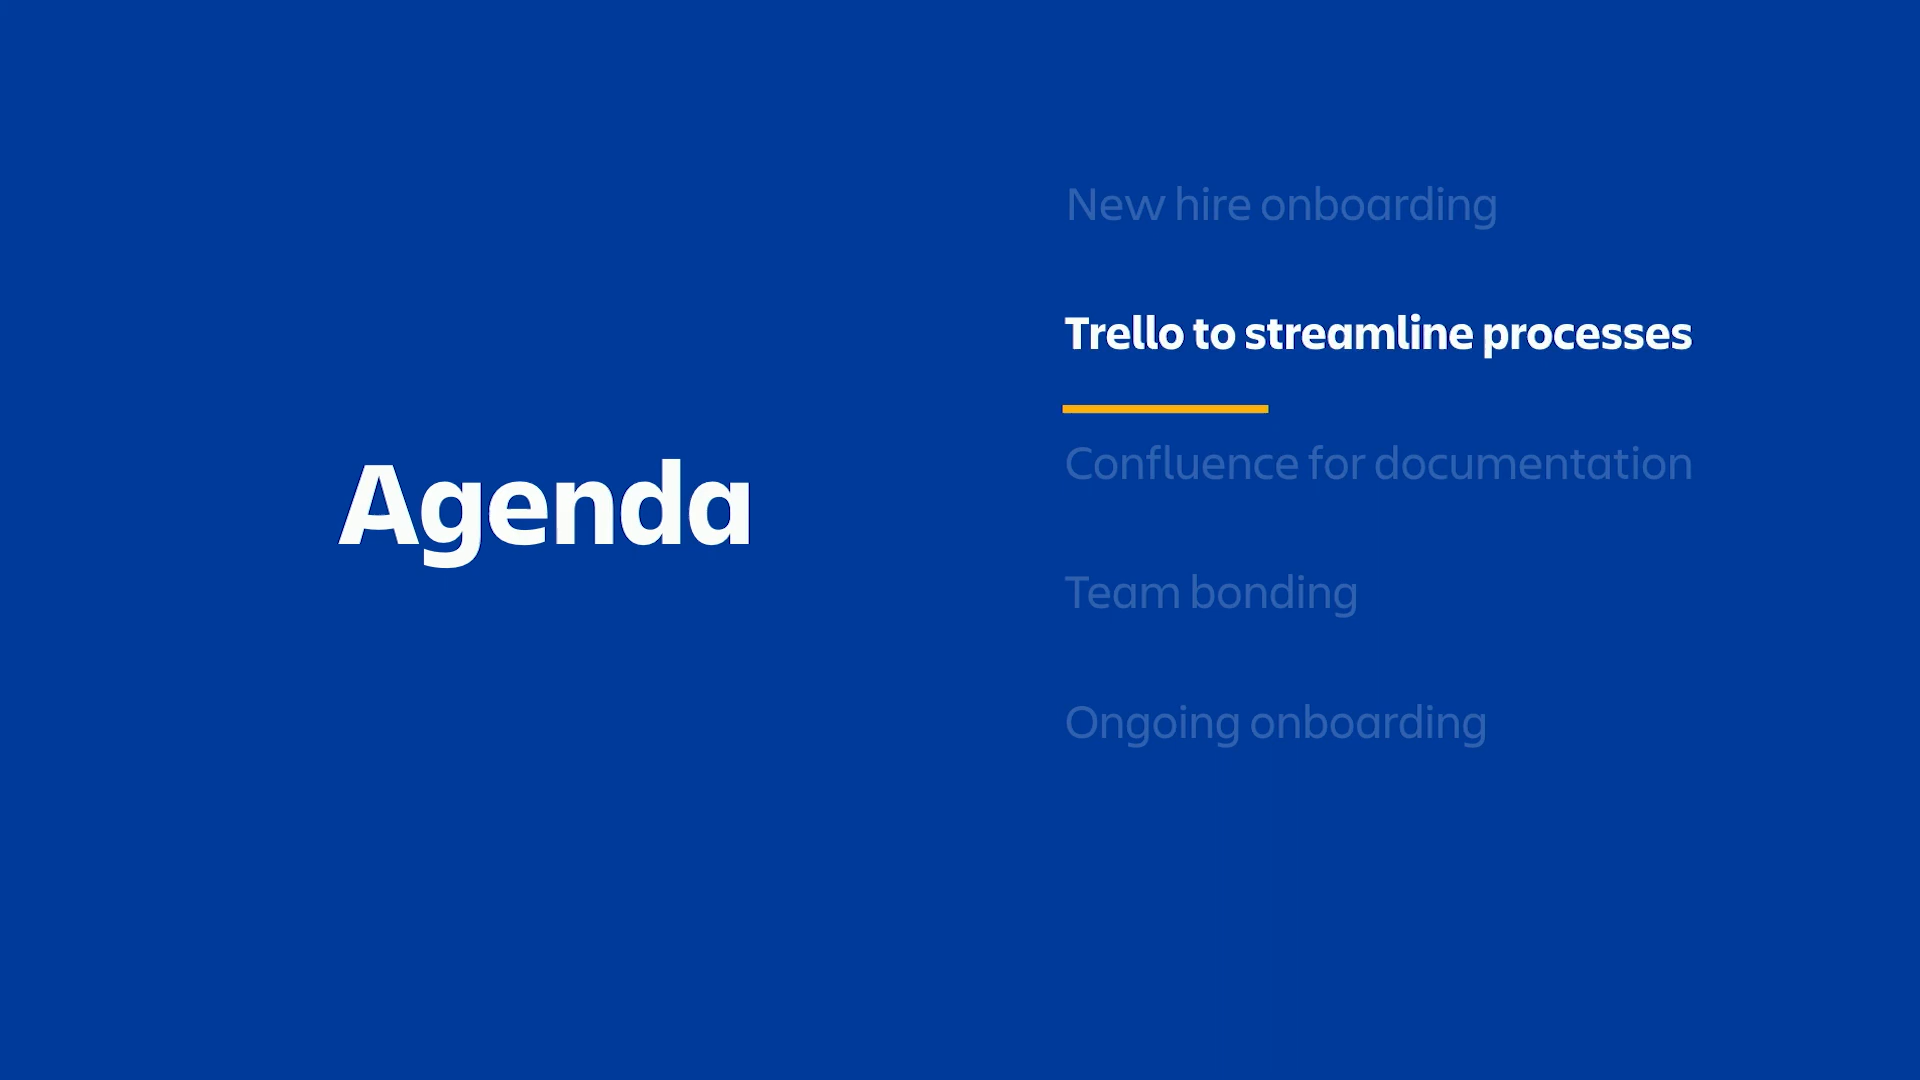 Agenda
New hire onboarding
Trello to streamline processes
Confluence for documentation
Team bonding
Ongoing onboarding